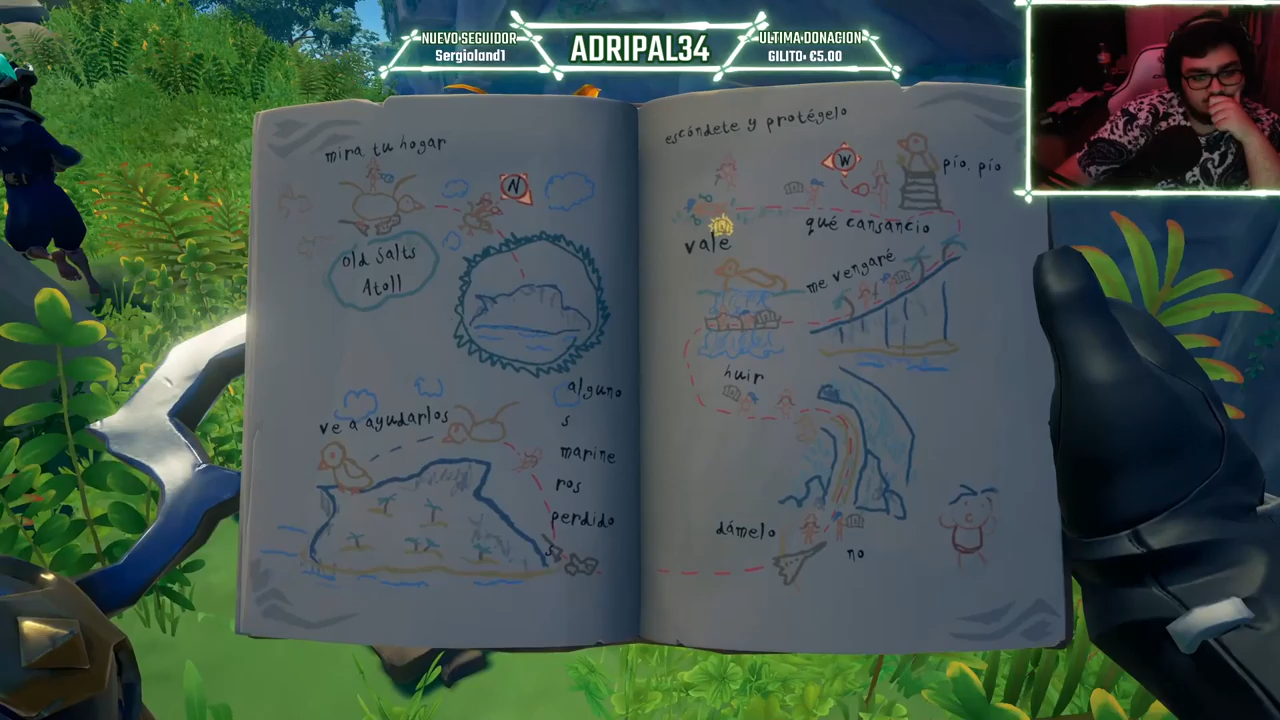 NUEVO SEGUIDOR
Sergioland1
ADRIPAL34
ULTIMA DONACION
GILITO: €5.00
mira tu hogar
N
old Salts
Atoll
ve a ayudarlos
alguno
s
marine
ros
perdido
s
escóndete y protégelo
W
pío, pío
vale
qué cansancio
me vengaré
huir
dámelo
no